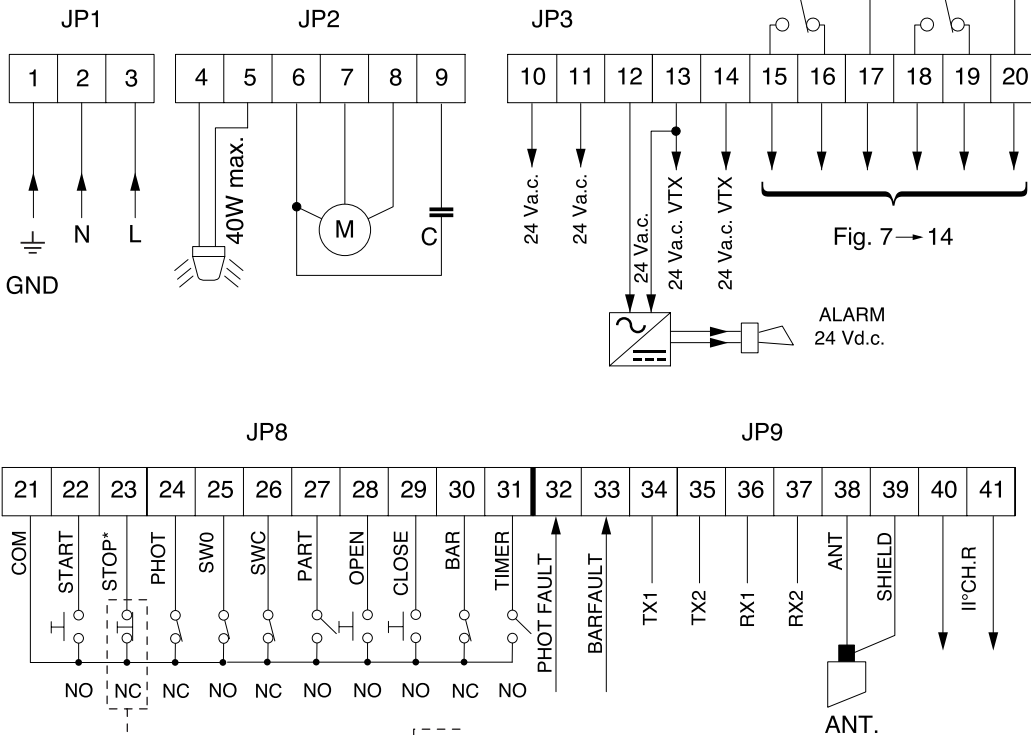 JP1 JP2 JP3
1 2 3 4 5 6 7 8 9 10 11 12 13 14 15 16 17 18 19 20
40W max.
24 Va.c.
24 Va.c.
24 Va.c.
24 Va.c. VTX
24 Va.c. VTX
N L M C
Fig. 7→14
GND
ALARM
24 Vd.c.
JP8 JP9
21 22 23 24 25 26 27 28 29 30 31 32 33 34 35 36 37 38 39 40 41
COM
START
STOP*
PHOT
SW0
SWC
PART
OPEN
CLOSE
BAR
TIMER
PHOT FAULT
BARFAULT
TX1
TX2
RX1
RX2
ANT
SHIELD
II°CH.R
NO NC NC NO NC NO NO NO NC NO
ANT.